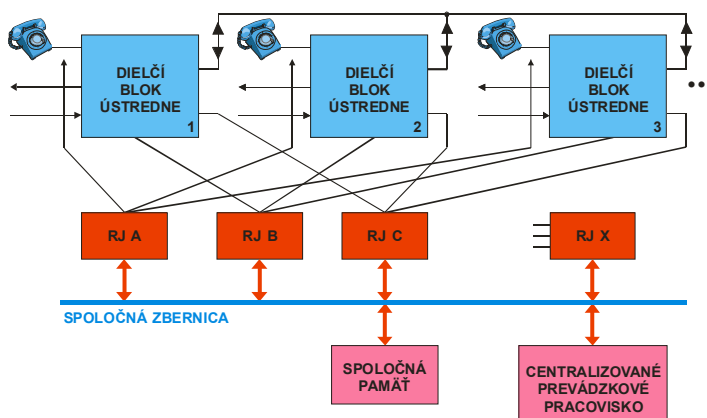 DIELČÍ
BLOK
ÚSTREDNE
1
DIELČÍ
BLOK
ÚSTREDNE
2
DIELČÍ
BLOK
ÚSTREDNE
3
RJ A
RJ B
RJ C
RJ X
SPOLOČNÁ ZBERNICA
SPOLOČNÁ
PAMÄŤ
CENTRALIZOVANÉ
PREVÁDZKOVÉ
PRACOVISKO